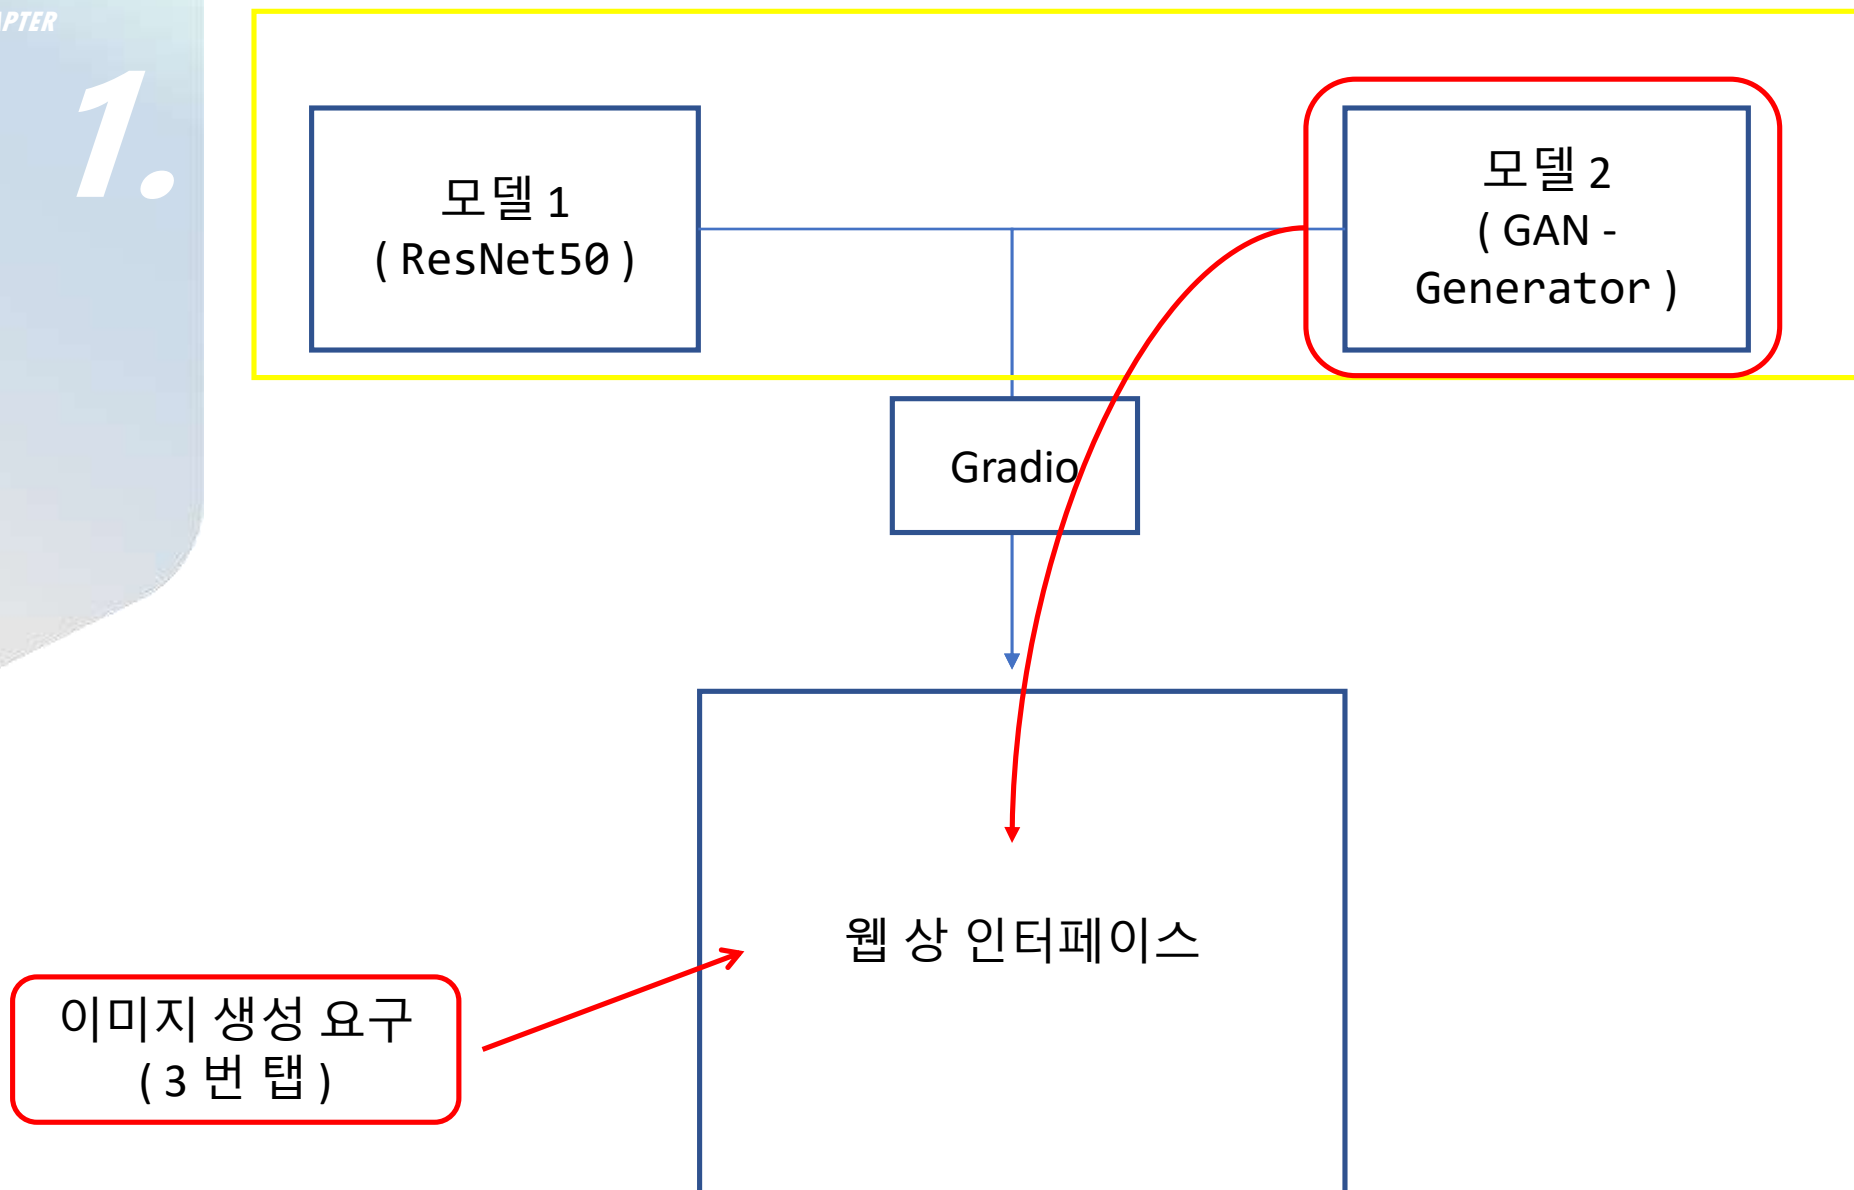 1.
모델 1
( ResNet50 )
모델 2
( GAN -
Generator )
Gradio
웹 상 인터페이스
이미지 생성 요구
( 3 번 탭 )